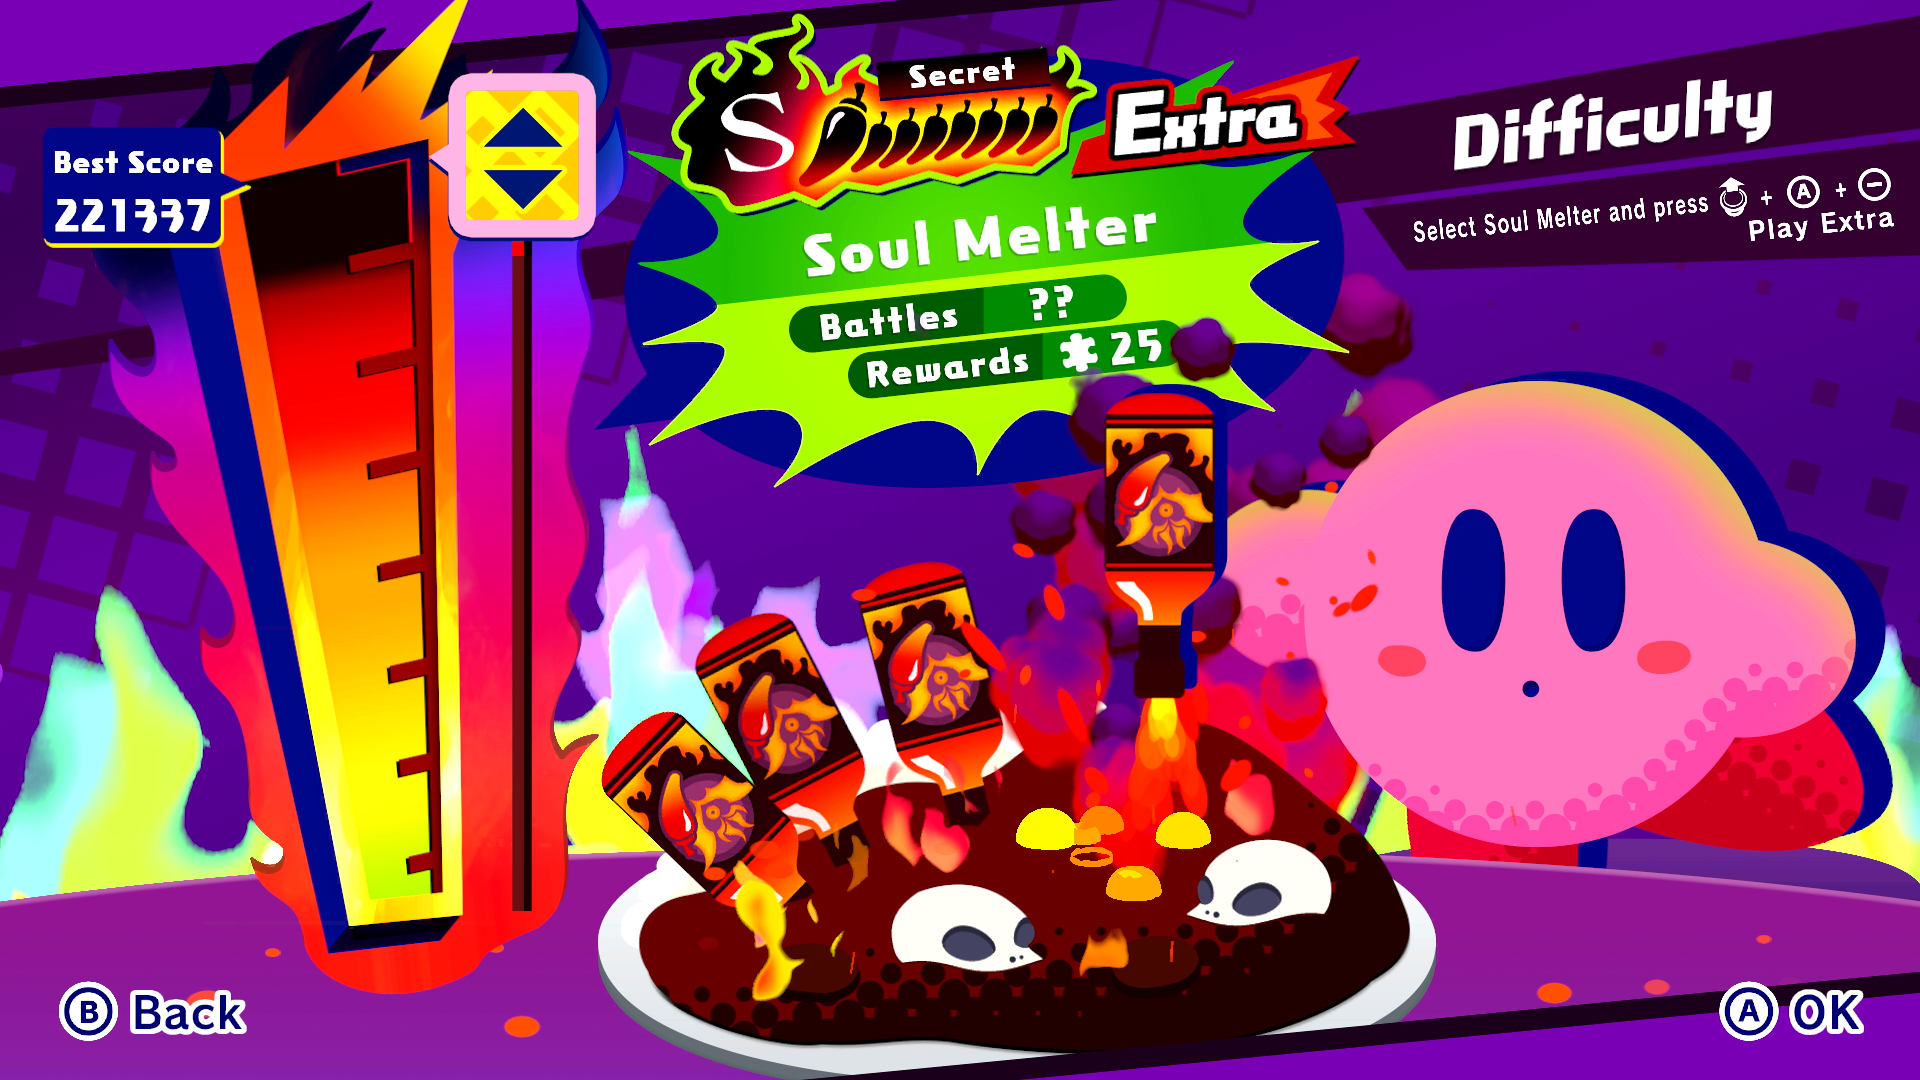 Best Score
221337
S
Secret
Extra
Soul Melter
Battles ??
Rewards 25
Difficulty
Select Soul Melter and press + A + −
Play Extra
B Back
A OK